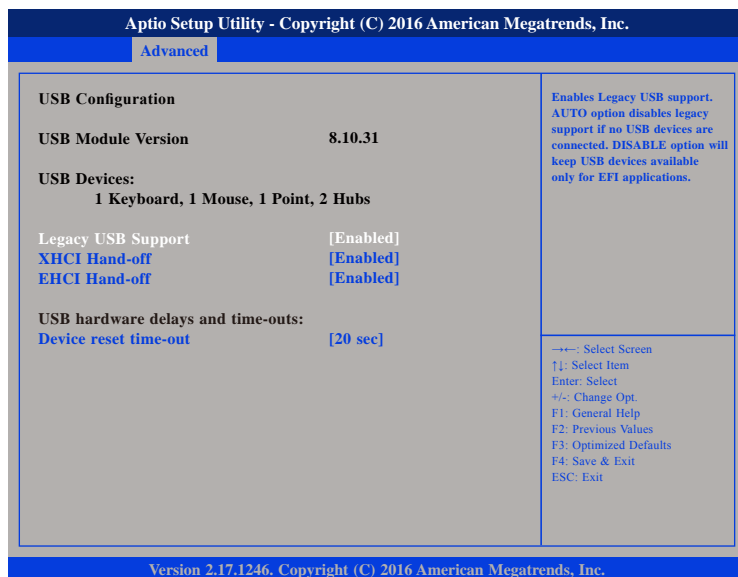 Aptio Setup Utility - Copyright (C) 2016 American Megatrends, Inc.
Advanced
USB Configuration
USB Module Version 8.10.31
USB Devices:
1 Keyboard, 1 Mouse, 1 Point, 2 Hubs
Legacy USB Support [Enabled]
XHCI Hand-off [Enabled]
EHCI Hand-off [Enabled]
USB hardware delays and time-outs:
Device reset time-out [20 sec]
Enables Legacy USB support.
AUTO option disables legacy
support if no USB devices are
connected. DISABLE option will
keep USB devices available
only for EFI applications.
→←: Select Screen
↑↓: Select Item
Enter: Select
+/-: Change Opt.
F1: General Help
F2: Previous Values
F3: Optimized Defaults
F4: Save & Exit
ESC: Exit
Version 2.17.1246. Copyright (C) 2016 American Megatrends, Inc.